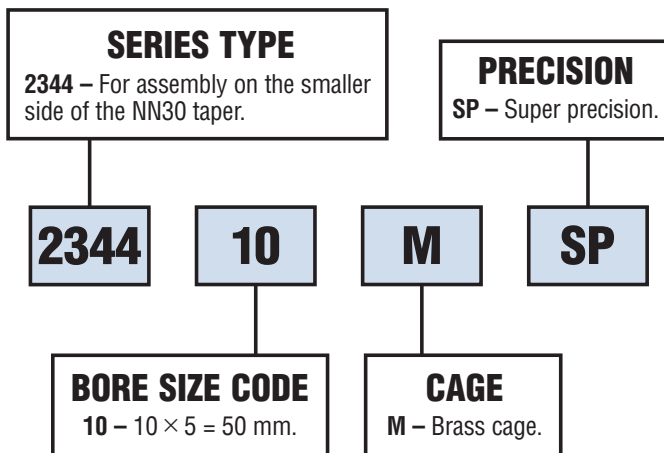 SERIES TYPE
2344 – For assembly on the smaller
side of the NN30 taper.
PRECISION
SP – Super precision.
2344
10
M
SP
BORE SIZE CODE
10 – 10 × 5 = 50 mm.
CAGE
M – Brass cage.